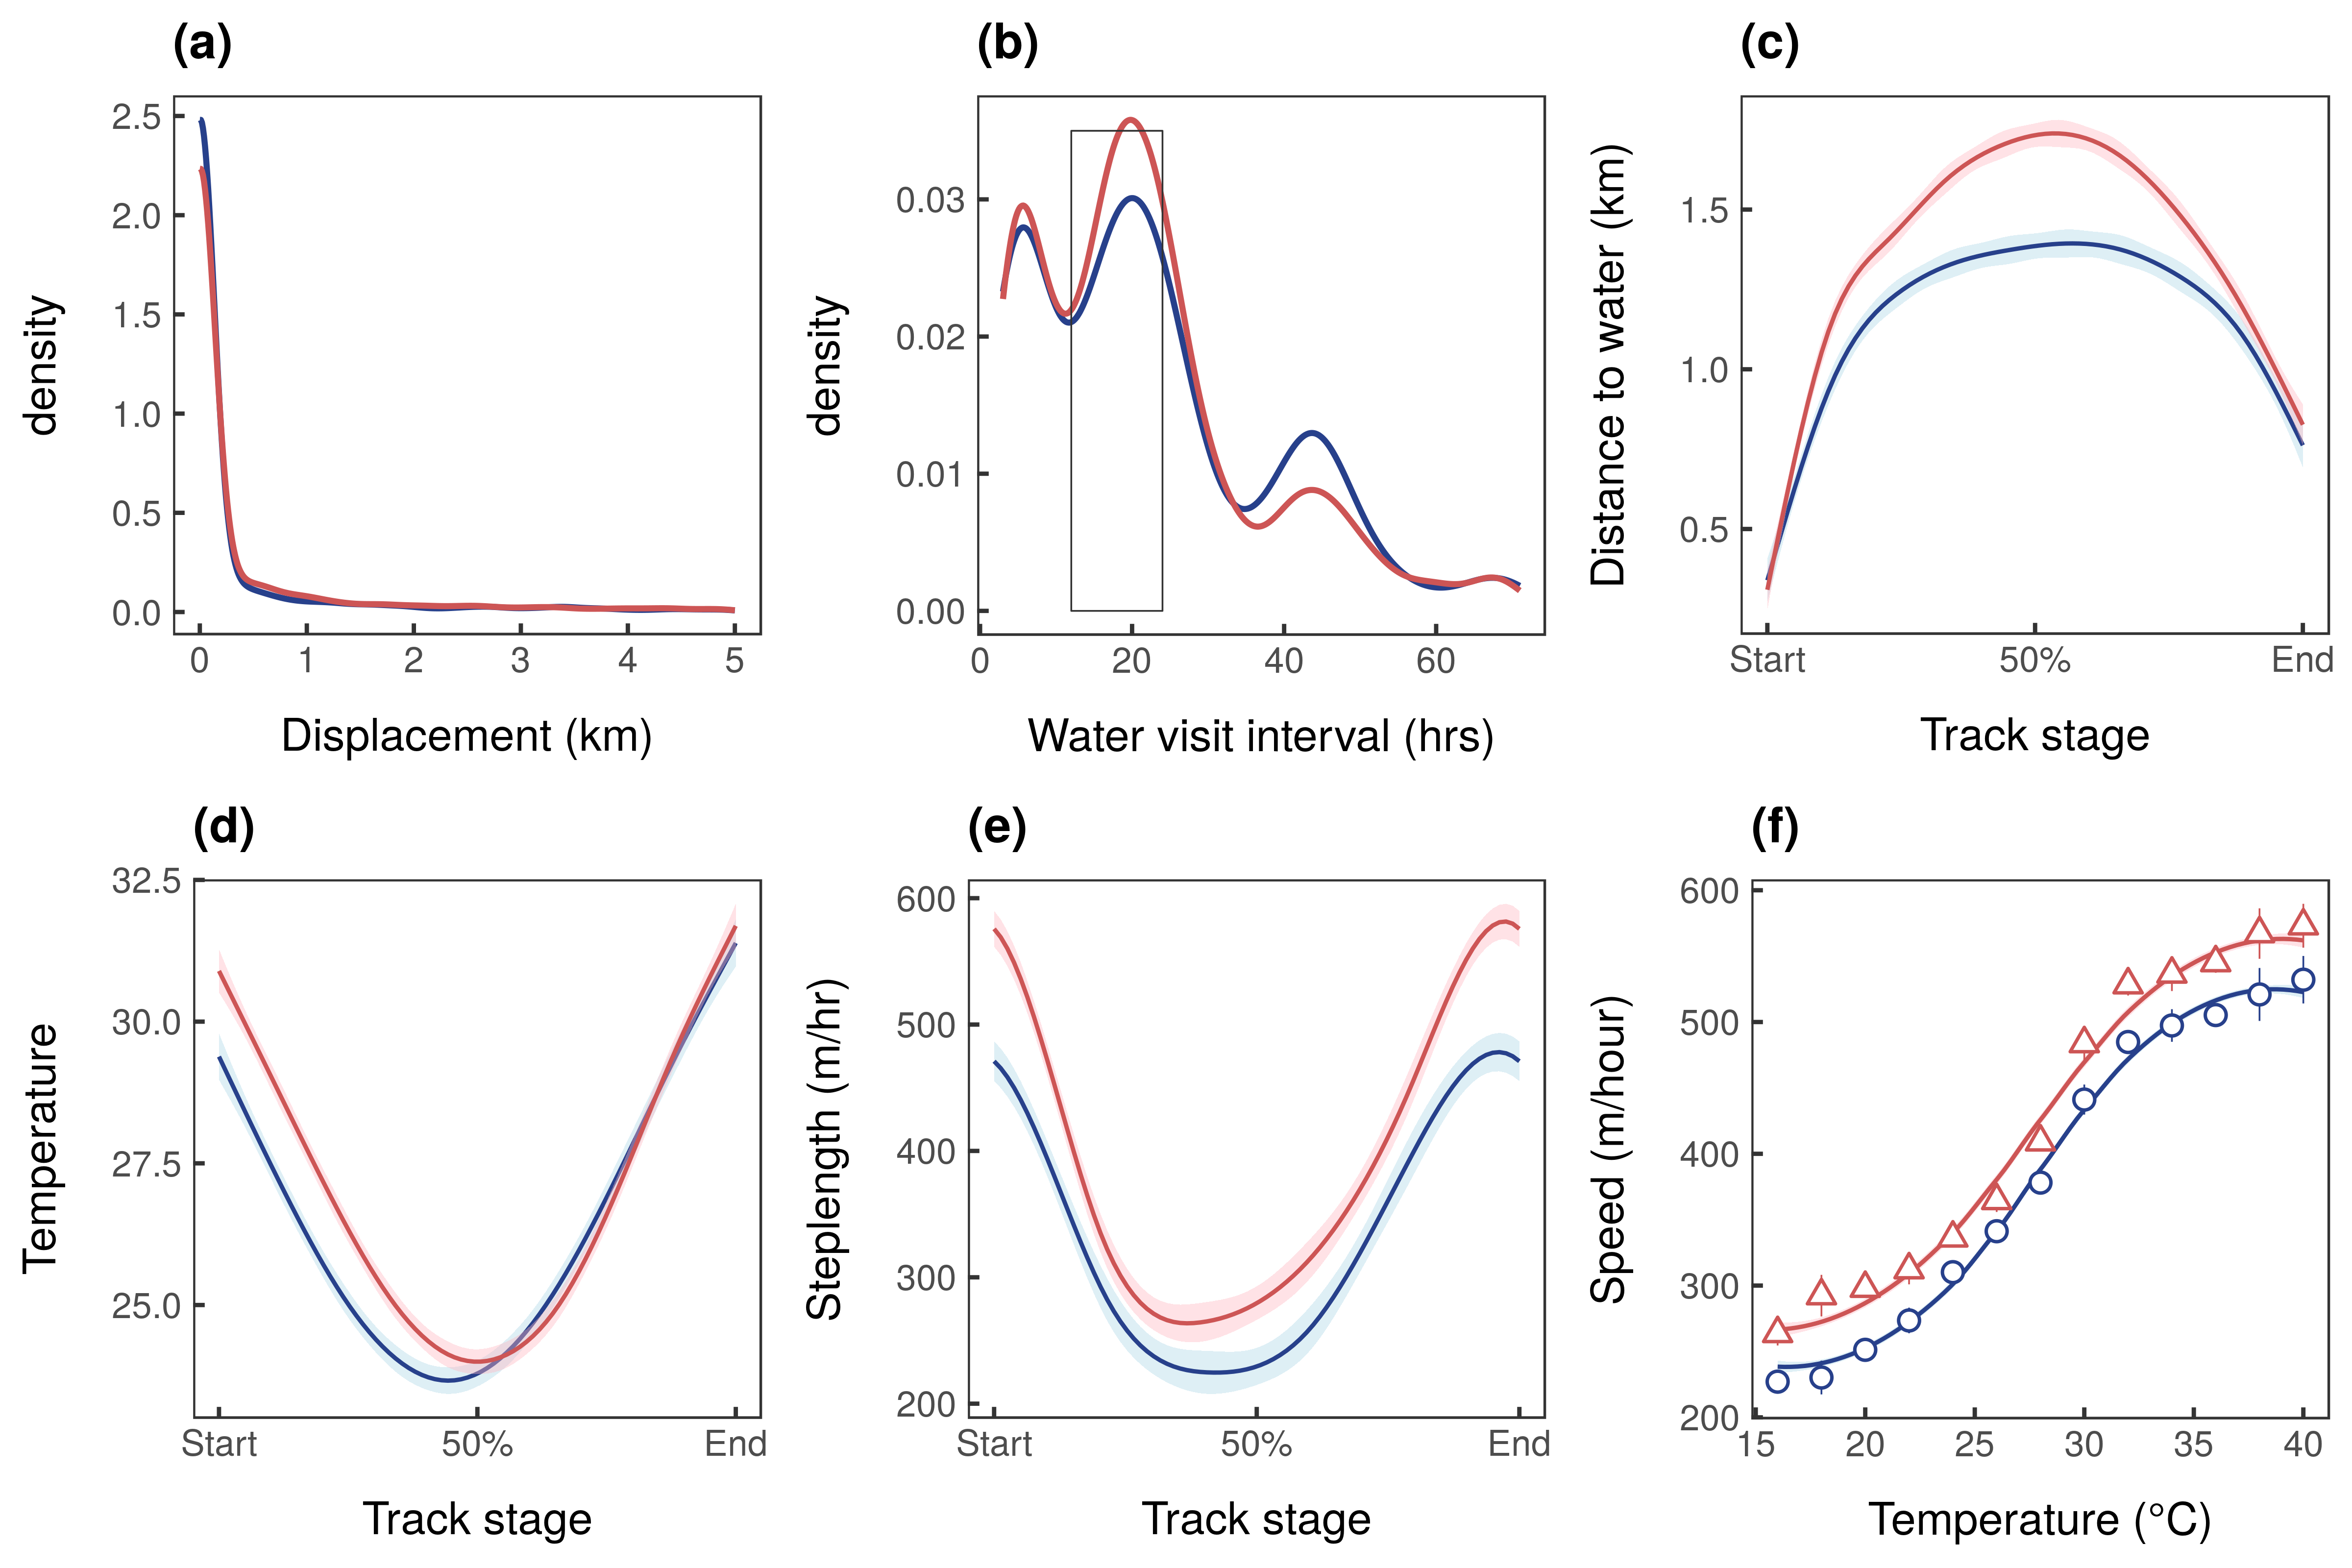 (a)
2.5
2.0
1.5
1.0
0.5
0.0
density
0 1 2 3 4 5
Displacement (km)
(b)
0.03
0.02
0.01
0.00
density
0 20 40 60
Water visit interval (hrs)
(c)
1.5
1.0
0.5
Distance to water (km)
Start 50% End
Track stage
(d)
32.5
30.0
27.5
25.0
Temperature
Start 50% End
Track stage
(e)
600
500
400
300
200
Steplength (m/hr)
Start 50% End
Track stage
(f)
600
500
400
300
200
Speed (m/hour)
15 20 25 30 35 40
Temperature (°C)